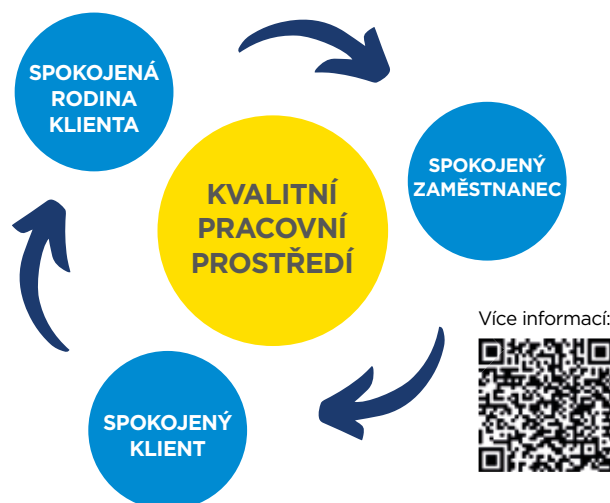 SPOKOJENÁ
RODINA
KLIENTA
SPOKOJENÝ
ZAMĚSTNANEC
KVALITNÍ
PRACOVNÍ
PROSTŘEDÍ
Více informací:
SPOKOJENÝ
KLIENT